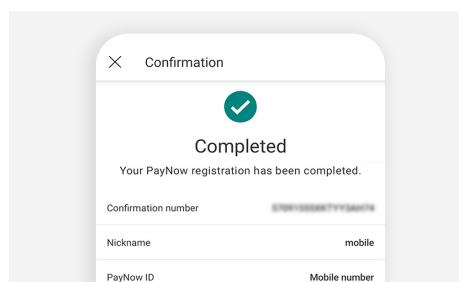 Confirmation
Completed
Your PayNow registration has been completed.
Confirmation number
Nickname mobile
PayNow ID Mobile number